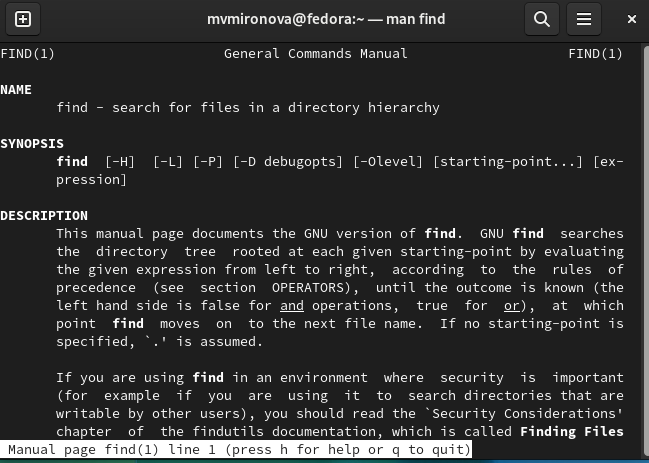 mvmironova@fedora:~ — man find
FIND(1) General Commands Manual FIND(1)
NAME
find - search for files in a directory hierarchy
SYNOPSIS
find [-H] [-L] [-P] [-D debugopts] [-Olevel] [starting-point...] [ex-
pression]
DESCRIPTION
This manual page documents the GNU version of find. GNU find searches
the directory tree rooted at each given starting-point by evaluating
the given expression from left to right, according to the rules of
precedence (see section OPERATORS), until the outcome is known (the
left hand side is false for and operations, true for or), at which
point find moves on to the next file name. If no starting-point is
specified, `.' is assumed.
If you are using find in an environment where security is important
(for example if you are using it to search directories that are
writable by other users), you should read the `Security Considerations'
chapter of the findutils documentation, which is called Finding Files
Manual page find(1) line 1 (press h for help or q to quit)